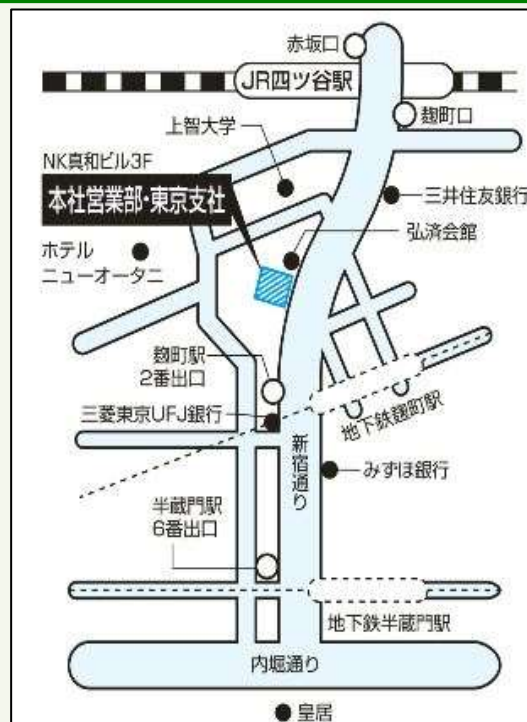 赤坂口
JR四ツ谷駅
麹町口
上智大学
NK真和ビル3F
本社営業部・東京支社
三井住友銀行
弘済会館
ホテル
ニューオータニ
麹町駅
2番出口
三菱東京UFJ銀行
地下鉄麹町駅
新宿通り
みずほ銀行
半蔵門駅
6番出口
地下鉄半蔵門駅
内堀通り
皇居